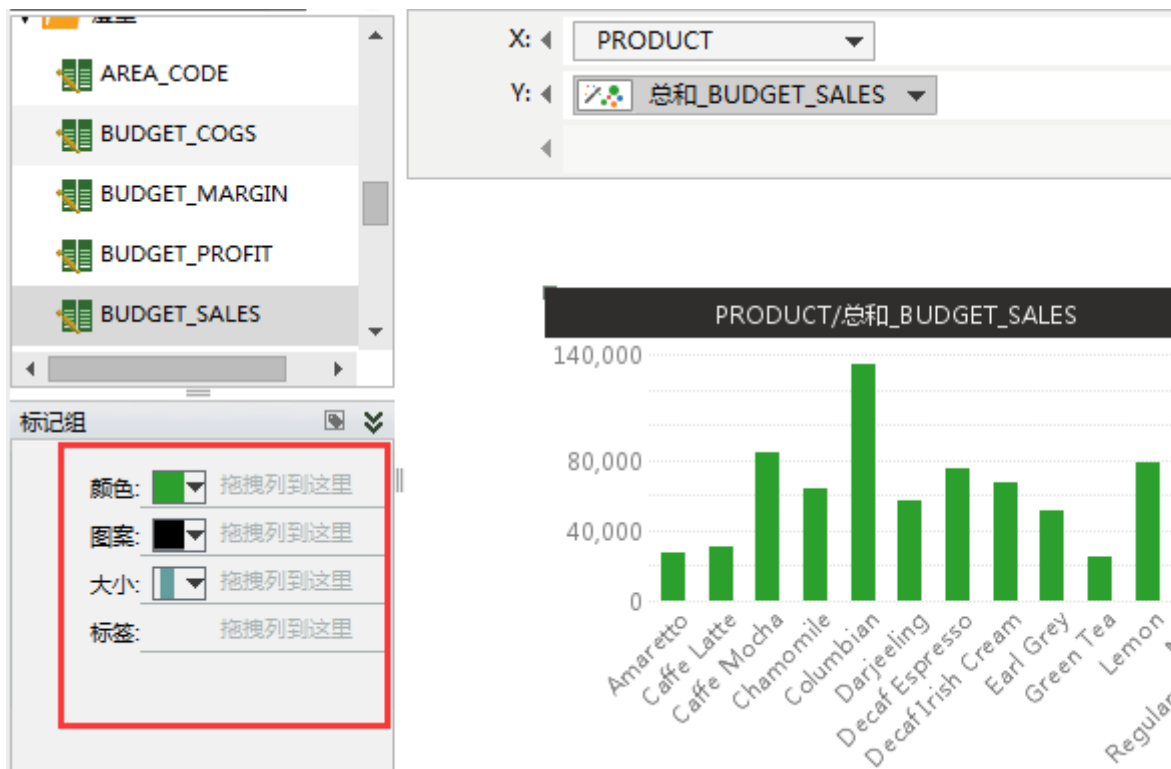 AREA_CODE
BUDGET_COGS
BUDGET_MARGIN
BUDGET_PROFIT
BUDGET_SALES
标记组
颜色: 拖拽列到这里
图案: 拖拽列到这里
大小: 拖拽列到这里
标签: 拖拽列到这里
X: PRODUCT
Y: 总和_BUDGET_SALES
PRODUCT/总和_BUDGET_SALES
140,000
80,000
40,000
0
Amaretto
Caffe Latte
Caffe Mocha
Chamomile
Columbian
Darjeeling
Decaf Espresso
Decaf Irish Cream
Earl Grey
Green Tea
Lemon
Regular